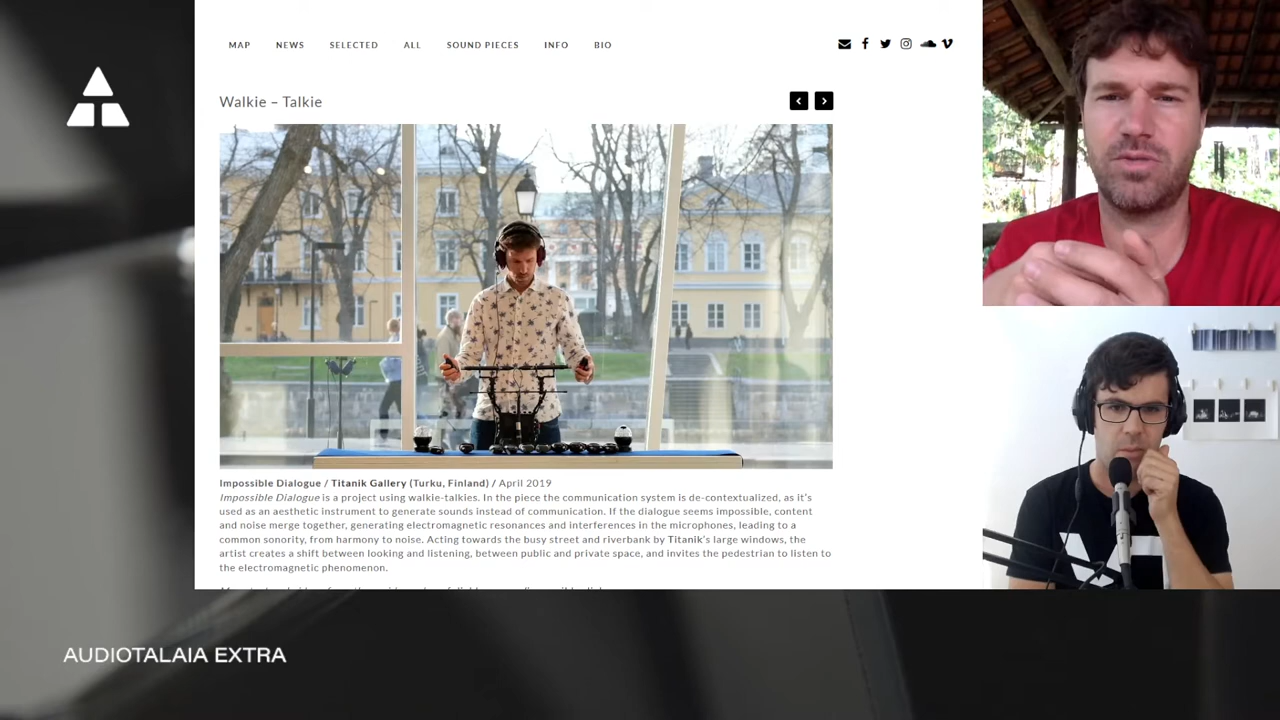 MAP NEWS SELECTED ALL SOUND PIECES INFO BIO
Walkie – Talkie
Impossible Dialogue / Titanik Gallery (Turku, Finland) / April 2019
Impossible Dialogue is a project using walkie-talkies. In the piece the communication system is de-contextualized, as it's
used as an aesthetic instrument to generate sounds instead of communication. If the dialogue seems impossible, content
and noise merge together, generating electromagnetic resonances and interferences in the microphones, leading to a
common sonority, from harmony to noise. Acting towards the busy street and riverbank by Titanik's large windows, the
artist creates a shift between looking and listening, between public and private space, and invites the pedestrian to listen to
the electromagnetic phenomenon.
AUDIOTALAIA EXTRA